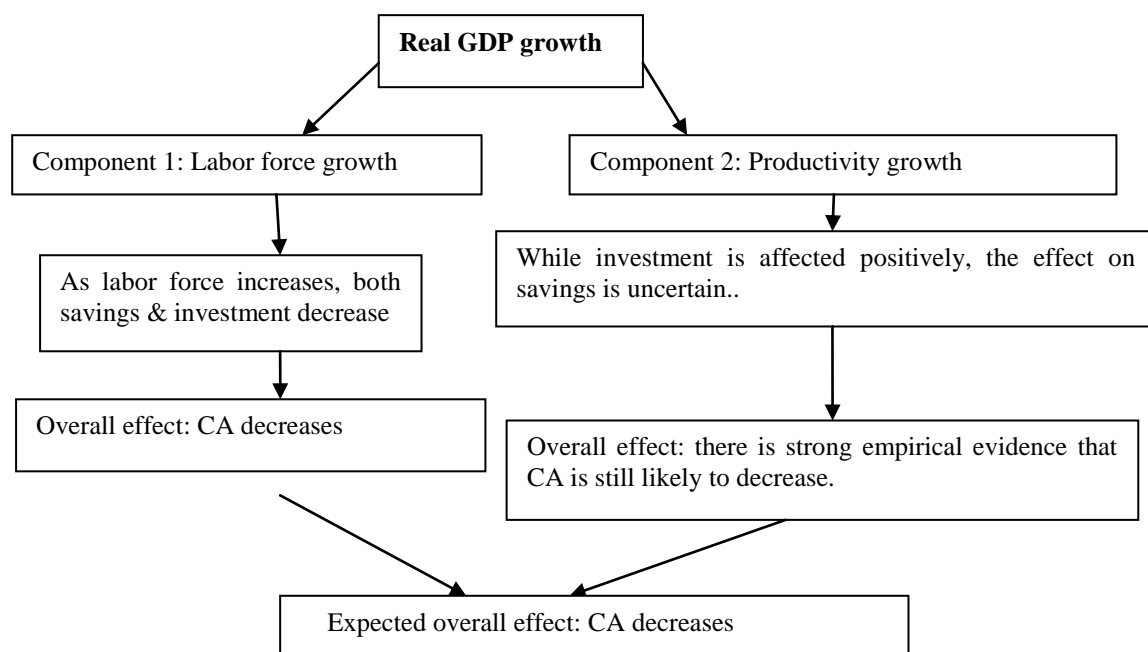 Real GDP growth
Component 1: Labor force growth
Component 2: Productivity growth
As labor force increases, both
savings & investment decrease
While investment is affected positively, the effect on
savings is uncertain..
Overall effect: CA decreases
Overall effect: there is strong empirical evidence that
CA is still likely to decrease.
Expected overall effect: CA decreases